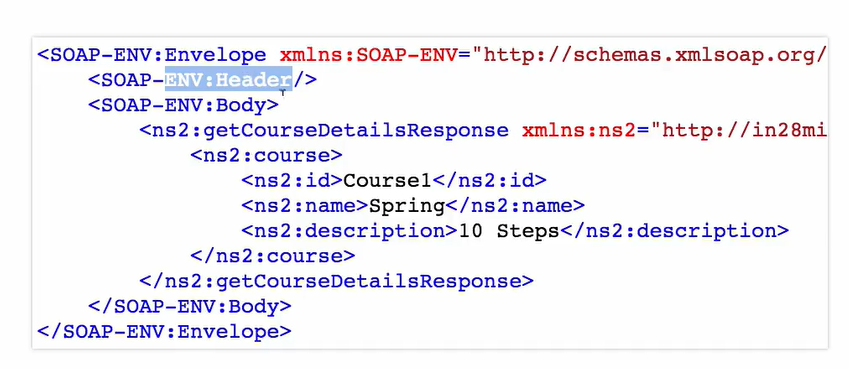 <SOAP-ENV:Envelope xmlns:SOAP-ENV="http://schemas.xmlsoap.org/
<SOAP-ENV:Header/>
<SOAP-ENV:Body>
<ns2:getCourseDetailsResponse xmlns:ns2="http://in28mi
<ns2:course>
<ns2:id>Course1</ns2:id>
<ns2:name>Spring</ns2:name>
<ns2:description>10 Steps</ns2:description>
</ns2:course>
</ns2:getCourseDetailsResponse>
</SOAP-ENV:Body>
</SOAP-ENV:Envelope>